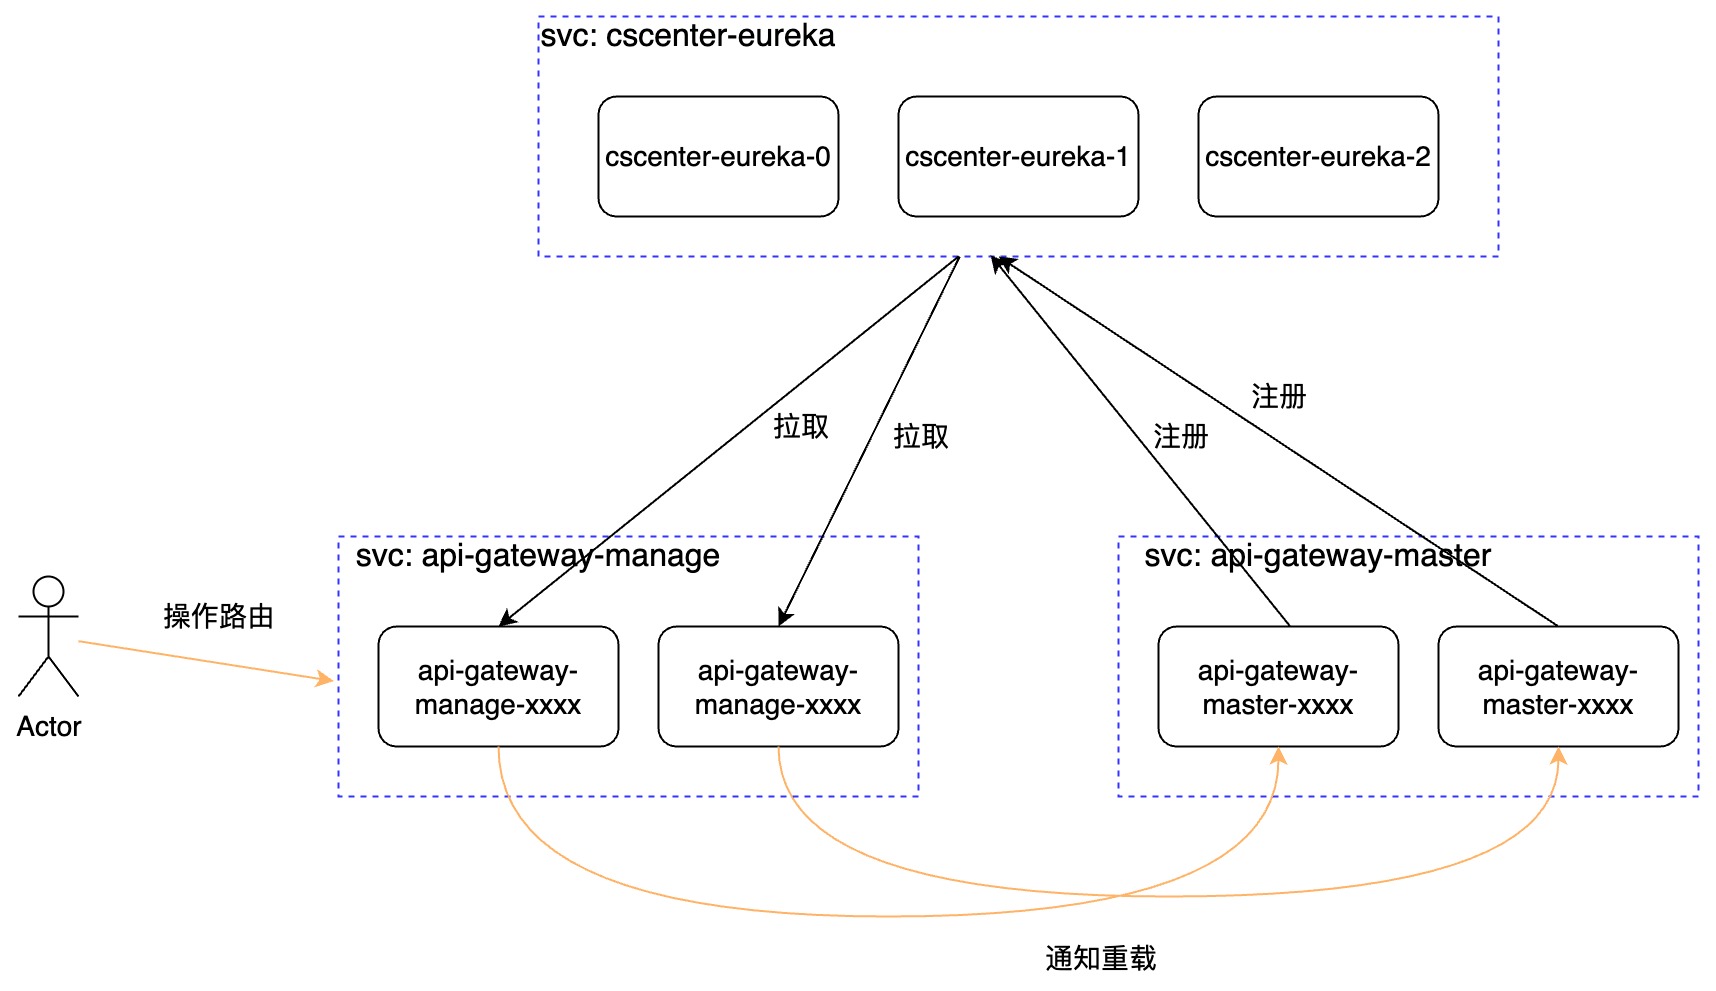 svc: cscenter-eureka
cscenter-eureka-0
cscenter-eureka-1
cscenter-eureka-2
拉取
拉取
注册
注册
svc: api-gateway-manage
svc: api-gateway-master
操作路由
Actor
api-gateway-
manage-xxxx
api-gateway-
manage-xxxx
api-gateway-
master-xxxx
api-gateway-
master-xxxx
通知重载